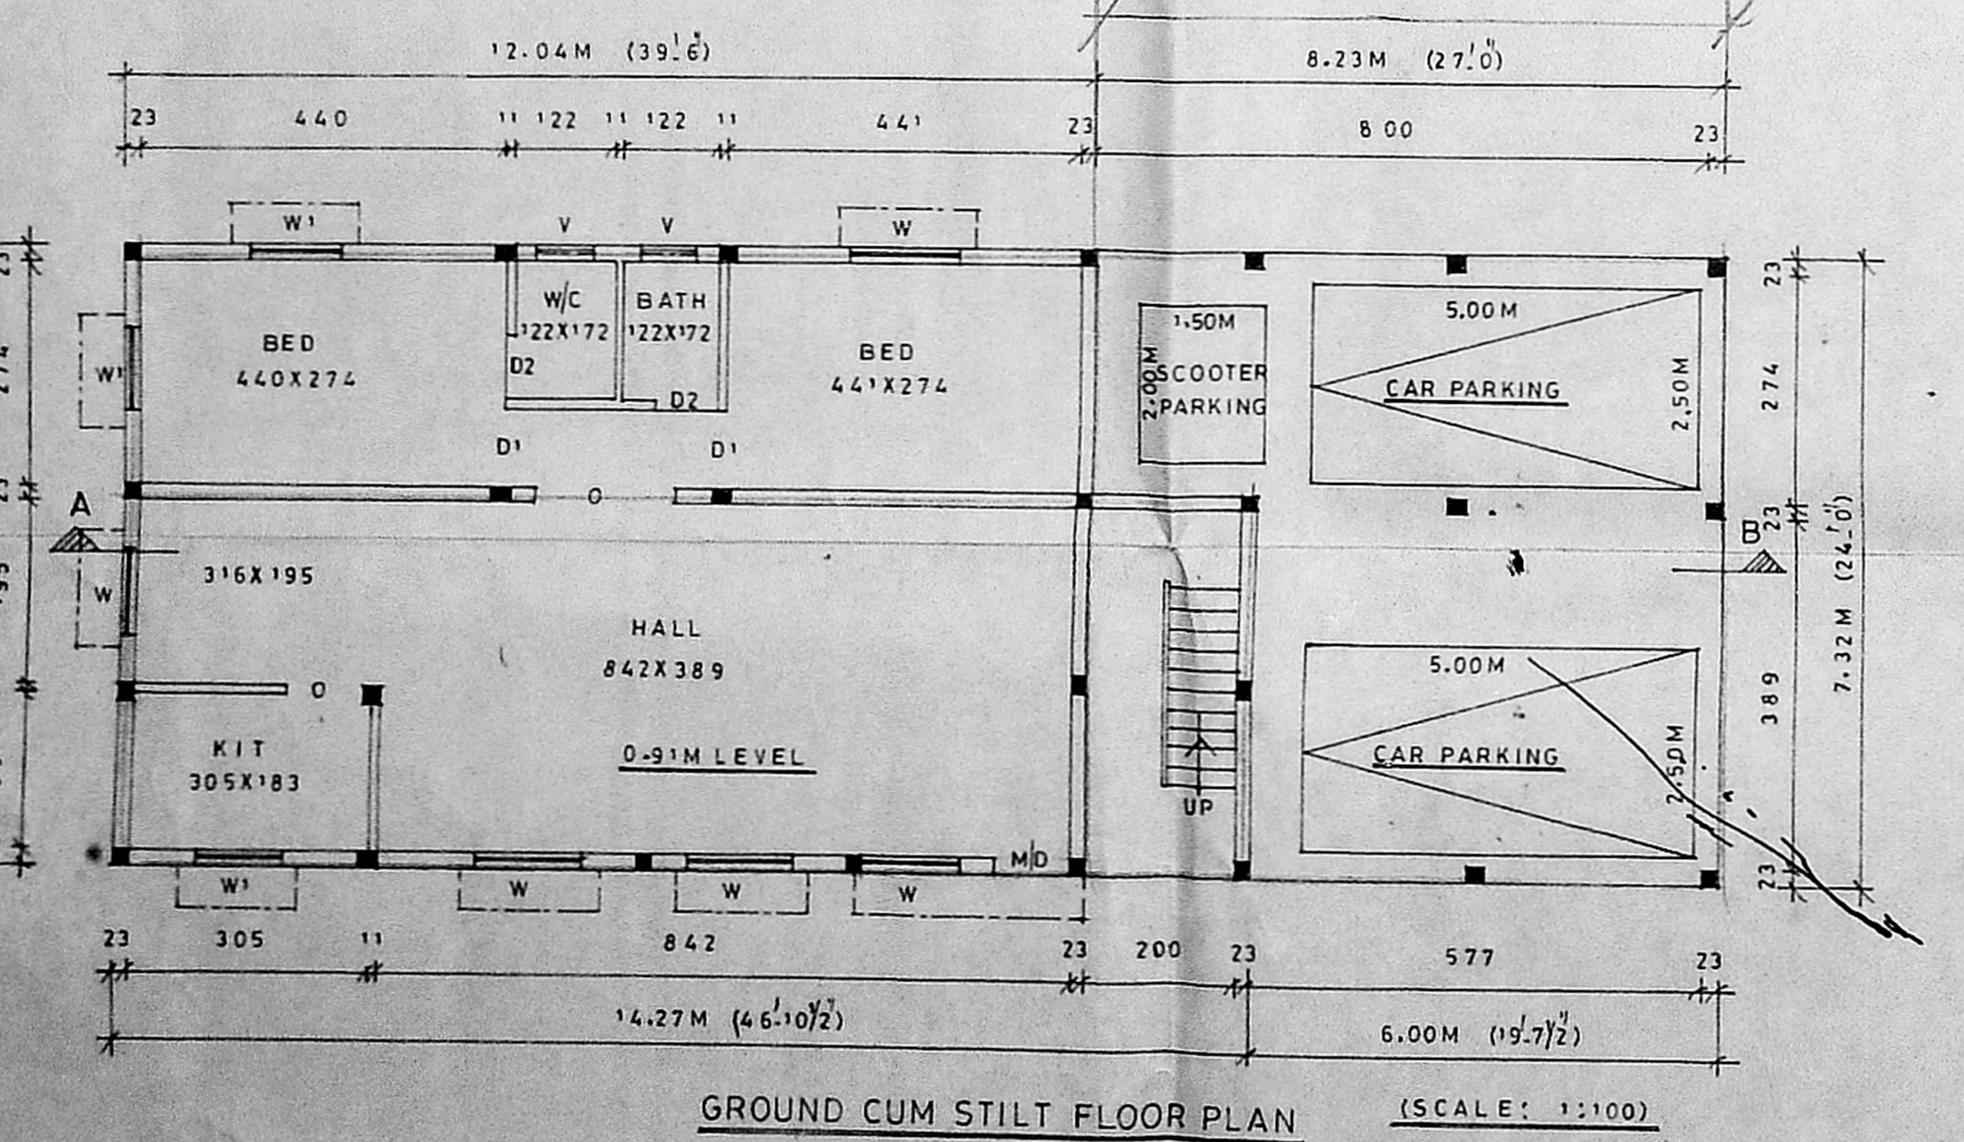 12.04M (39'-6")
8.23M (27'-0")
23 440 11 122 11 122 11 441 23 800 23
W1 V V W
23
W/C BATH
122X172 122X172
BED
440X274
BED
441X274
W1
D2
D2
D1 D1
1.50M
2.00M
SCOOTER
PARKING
5.00M
CAR PARKING
2.50M
23
274
274
A
O
23
B
7.32M (24'-0")
316X195
W
HALL
842X389
O
KIT
305X183
0.91M LEVEL
UP
5.00M
CAR PARKING
2.50M
389
23
M/D
W1 W W W
23 305 11 842 23 200 23 577 23
14.27M (46'-10½")
6.00M (19'-7½")
GROUND CUM STILT FLOOR PLAN (SCALE: 1:100)